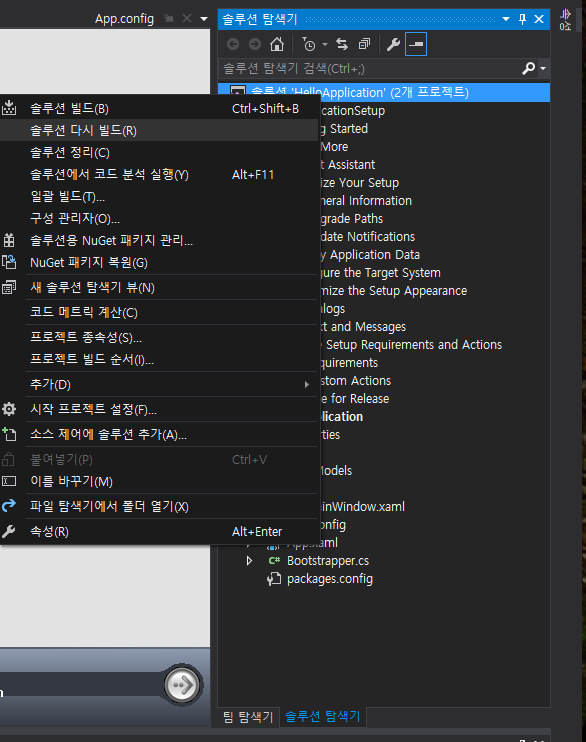 App.config
솔루션 탐색기
속성
솔루션 탐색기 검색(Ctrl+;)
솔루션 'HelloApplication' (2개 프로젝트)
솔루션 빌드(B) Ctrl+Shift+B
icationSetup
솔루션 다시 빌드(R)
g Started
솔루션 정리(C)
More
솔루션에서 코드 분석 실행(Y) Alt+F11
t Assistant
일괄 빌드(T)...
ize Your Setup
구성 관리자(O)...
eneral Information
grade Paths
솔루션용 NuGet 패키지 관리...
date Notifications
NuGet 패키지 복원(G)
y Application Data
ure the Target System
새 솔루션 탐색기 뷰(N)
mize the Setup Appearance
코드 메트릭 계산(C)
alogs
xt and Messages
프로젝트 종속성(S)...
e Setup Requirements and Actions
프로젝트 빌드 순서(I)...
quirements
추가(D)
stom Actions
e for Release
시작 프로젝트 설정(F)...
plication
소스 제어에 솔루션 추가(A)...
ties
붙여넣기(P) Ctrl+V
Models
이름 바꾸기(M)
파일 탐색기에서 폴더 열기(X)
inWindow.xaml
속성(R) Alt+Enter
nfig
App.xaml
C# Bootstrapper.cs
packages.config
n
팀 탐색기
솔루션 탐색기